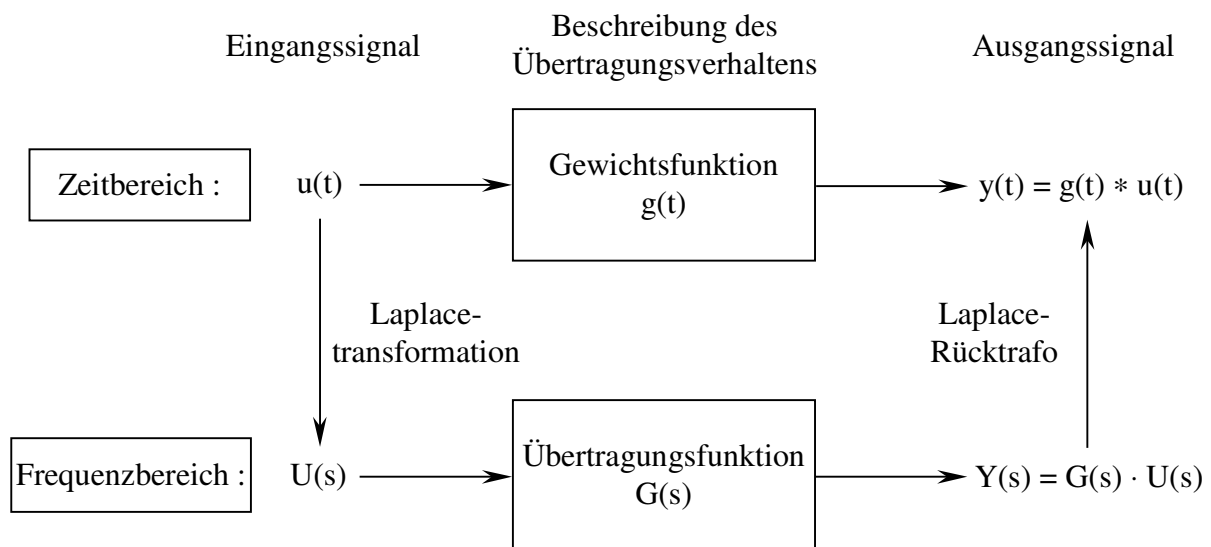 Eingangssignal
Beschreibung des
Übertragungsverhaltens
Ausgangssignal
Zeitbereich :
u(t)
Gewichtsfunktion
g(t)
y(t) = g(t) ∗ u(t)
Laplace-
transformation
Laplace-
Rücktrafo
Frequenzbereich :
U(s)
Übertragungsfunktion
G(s)
Y(s) = G(s) · U(s)